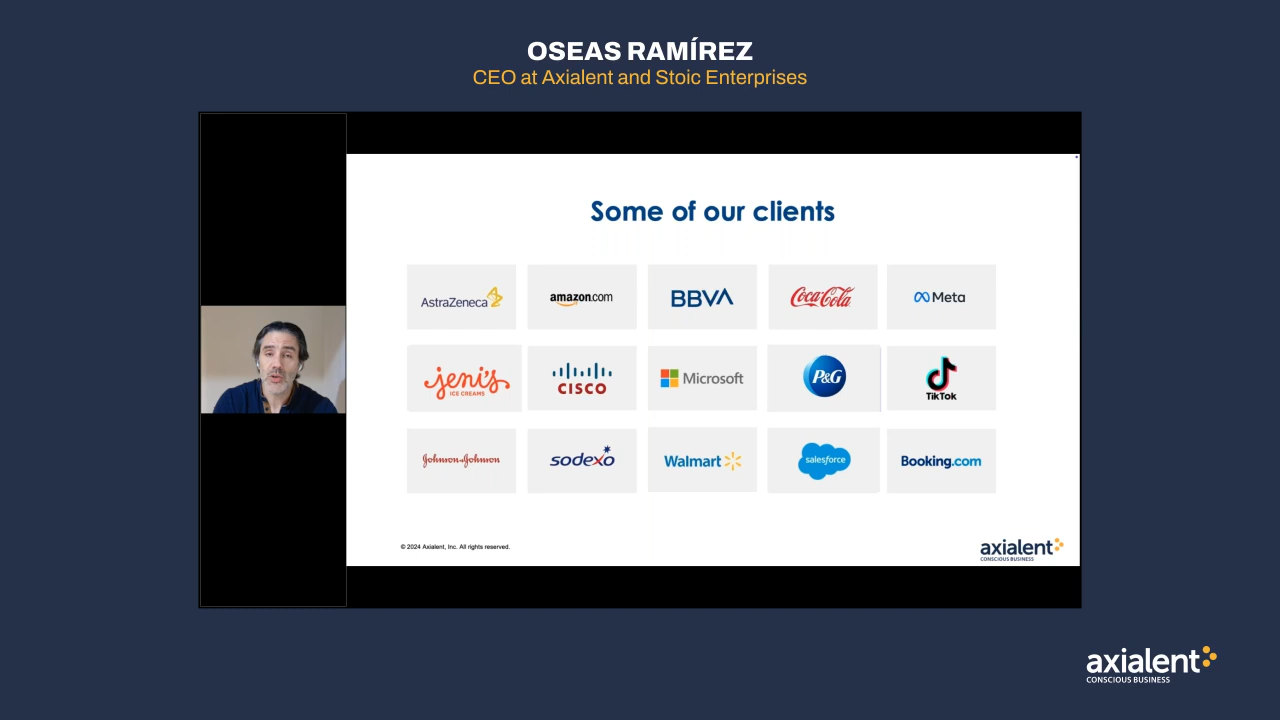 OSEAS RAMÍREZ
CEO at Axialent and Stoic Enterprises
Some of our clients
AstraZeneca
amazon.com
BBVA
Coca-Cola
Meta
jeni's
ICE CREAMS
CISCO
Microsoft
P&G
TikTok
Johnson & Johnson
sodexo
Walmart
salesforce
Booking.com
© 2024 Axialent, Inc. All rights reserved.
axialent
CONSCIOUS BUSINESS
axialent
CONSCIOUS BUSINESS